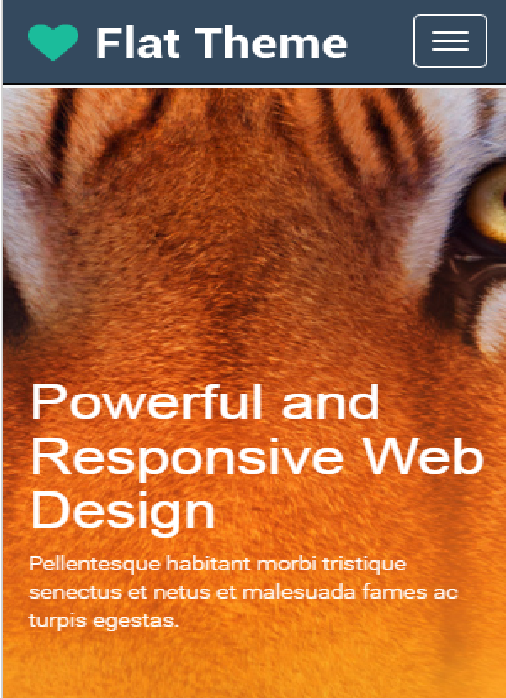 Flat Theme
Powerful and
Responsive Web
Design
Pellentesque habitant morbi tristique
senectus et netus et malesuada fames ac
turpis egestas.